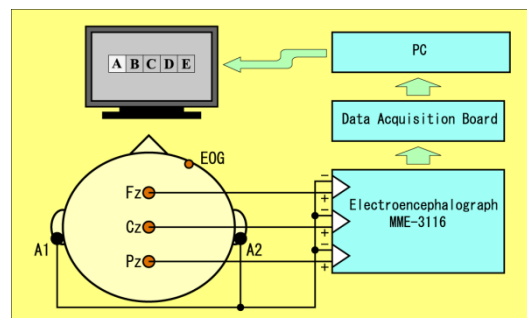 A B C D E
PC
Data Acquisition Board
EOG
Fz
Cz
Pz
A1
A2
Electroencephalograph
MME-3116
−
+
−
+
−
+